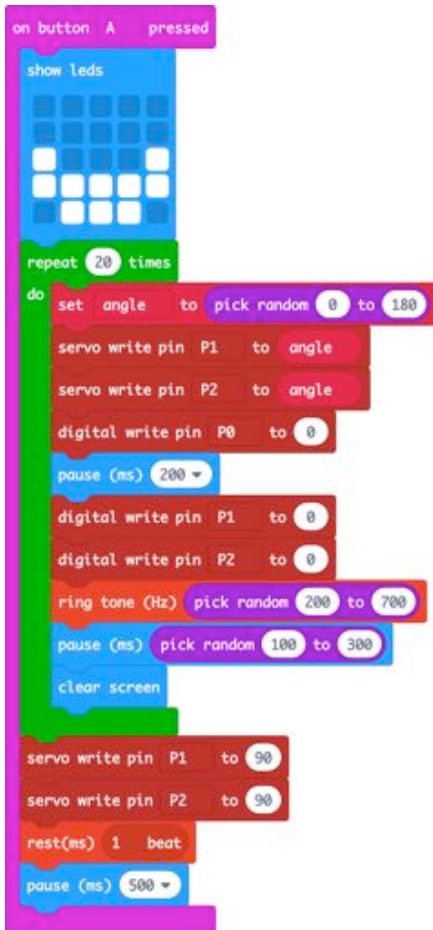 on button A pressed
show leds
repeat 20 times
do set angle to pick random 0 to 180
servo write pin P1 to angle
servo write pin P2 to angle
digital write pin P0 to 0
pause (ms) 200
digital write pin P1 to 0
digital write pin P2 to 0
ring tone (Hz) pick random 200 to 700
pause (ms) pick random 100 to 300
clear screen
servo write pin P1 to 90
servo write pin P2 to 90
rest(ms) 1 beat
pause (ms) 500